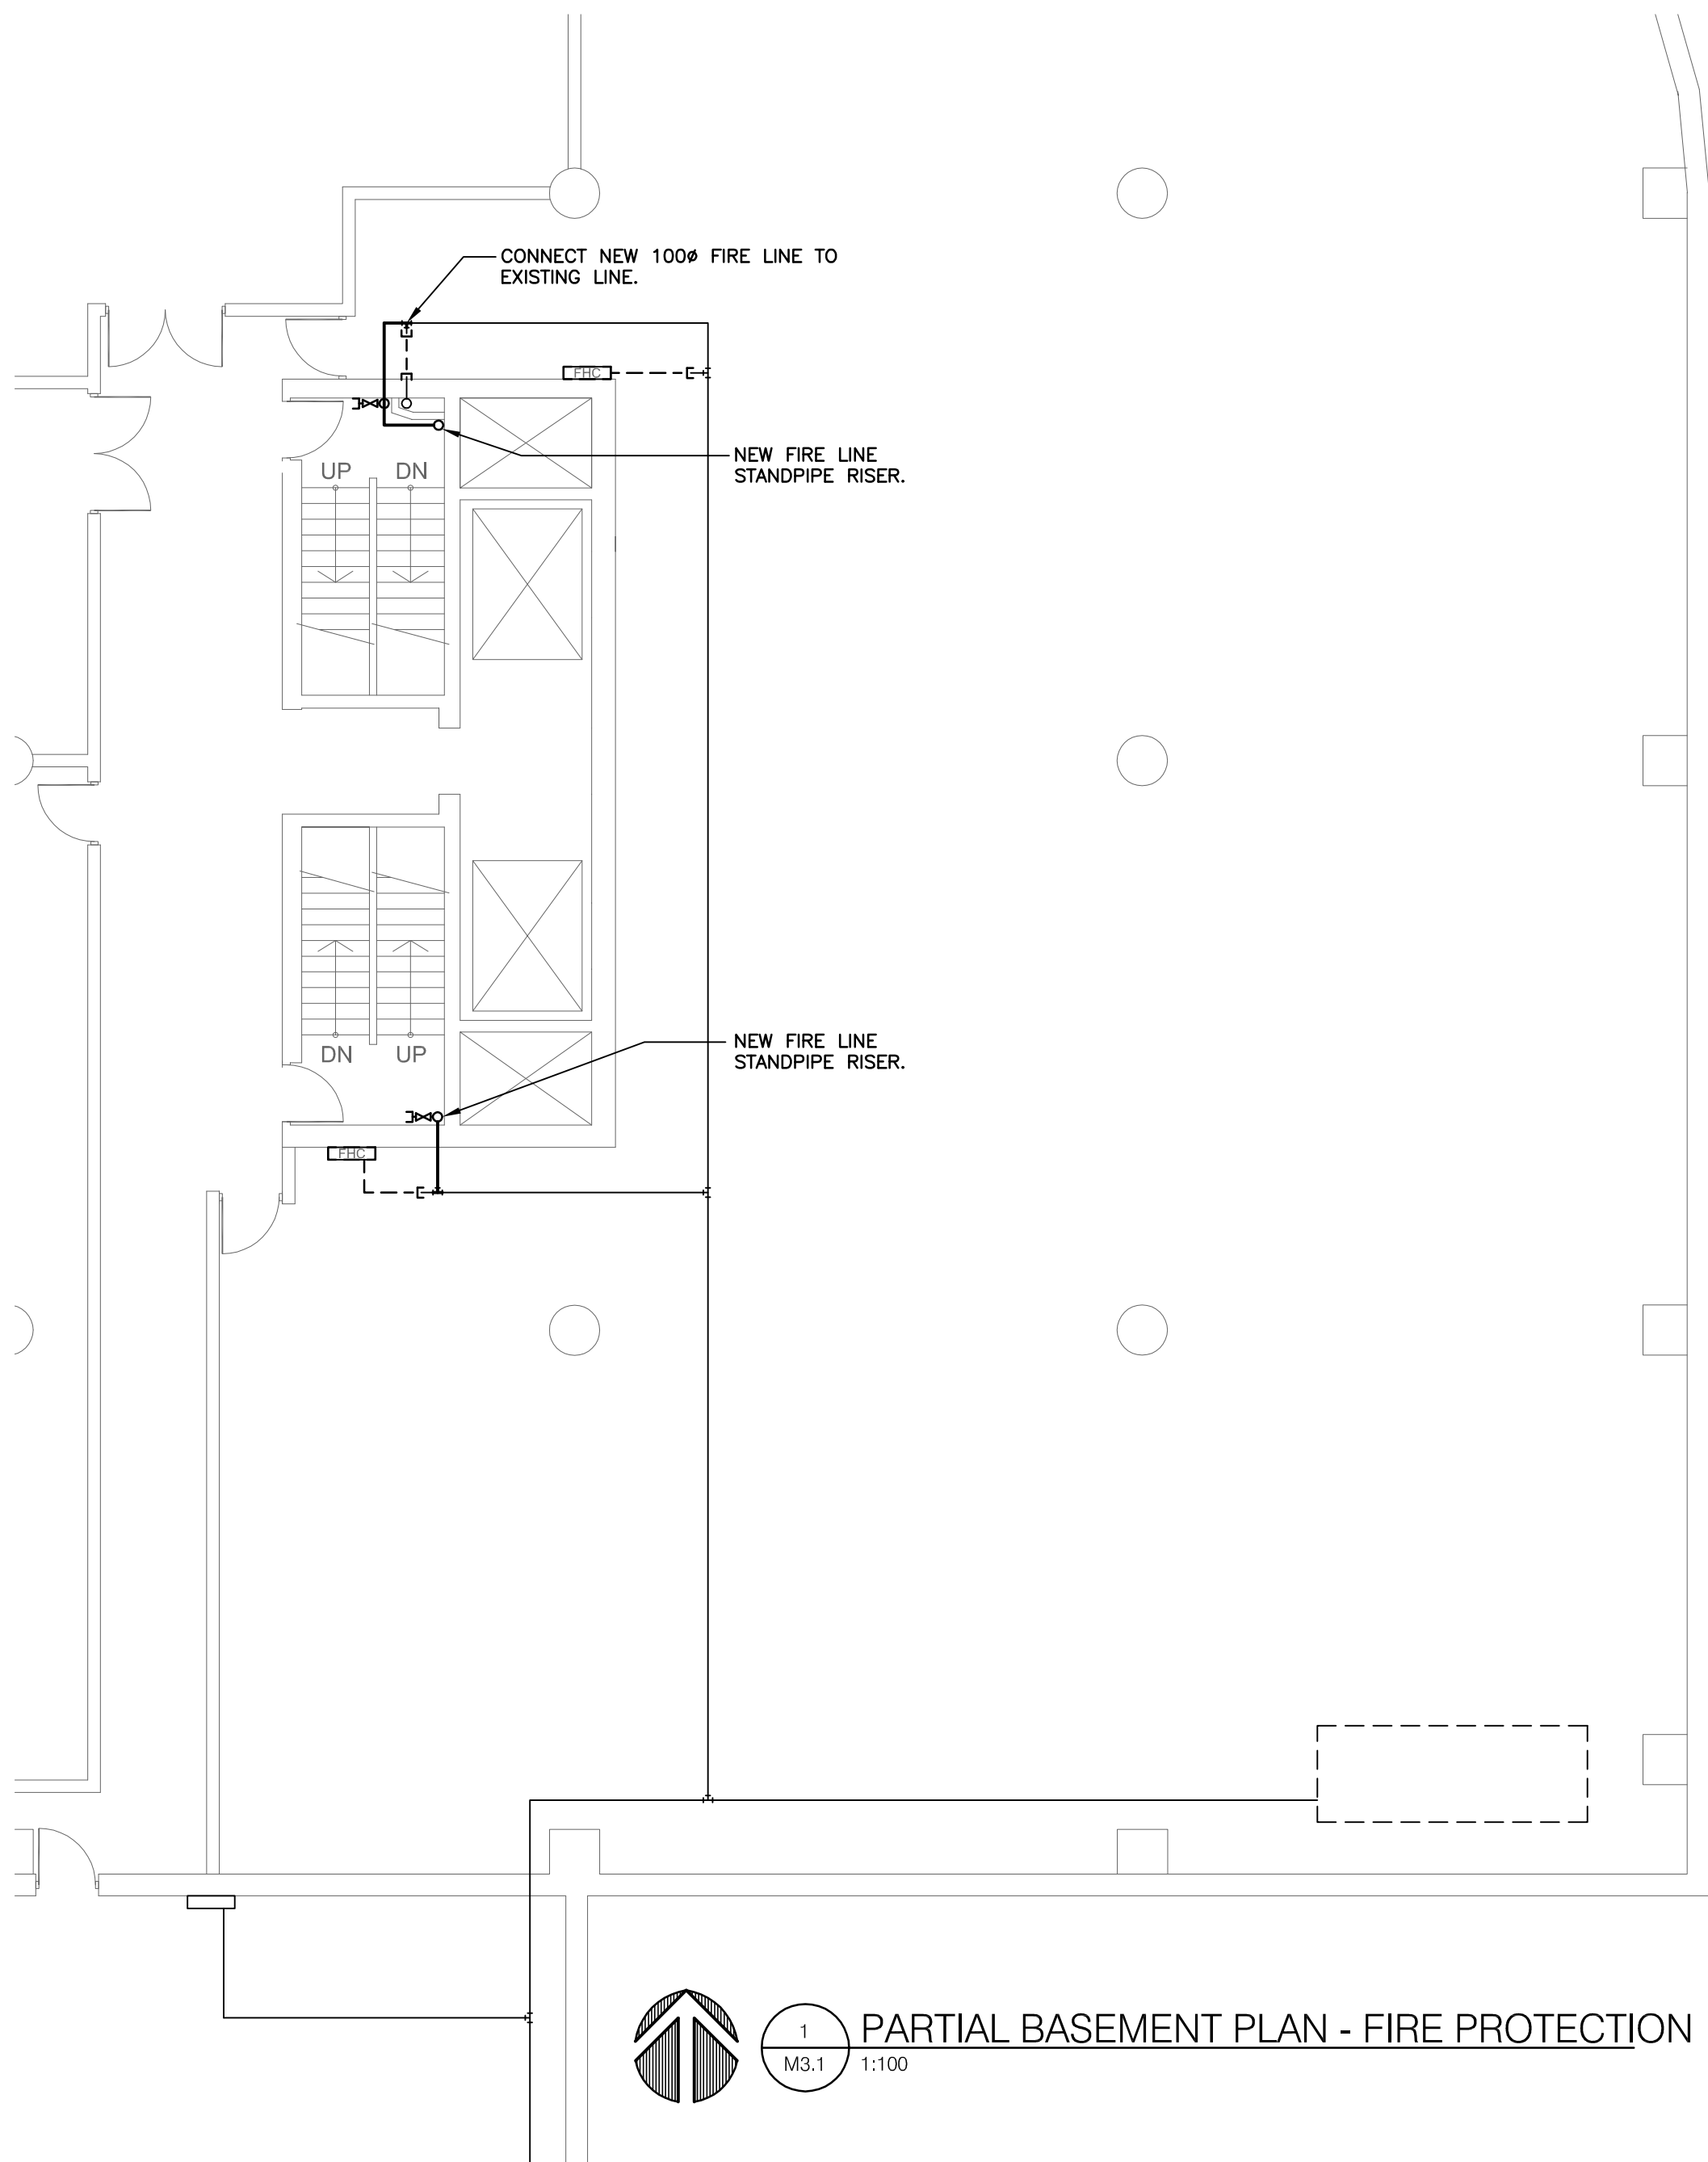 CONNECT NEW 100ø FIRE LINE TO
EXISTING LINE.
FHC
NEW FIRE LINE
STANDPIPE RISER.
UP DN
NEW FIRE LINE
STANDPIPE RISER.
DN UP
FHC
1
M3.1
PARTIAL BASEMENT PLAN - FIRE PROTECTION
1:100